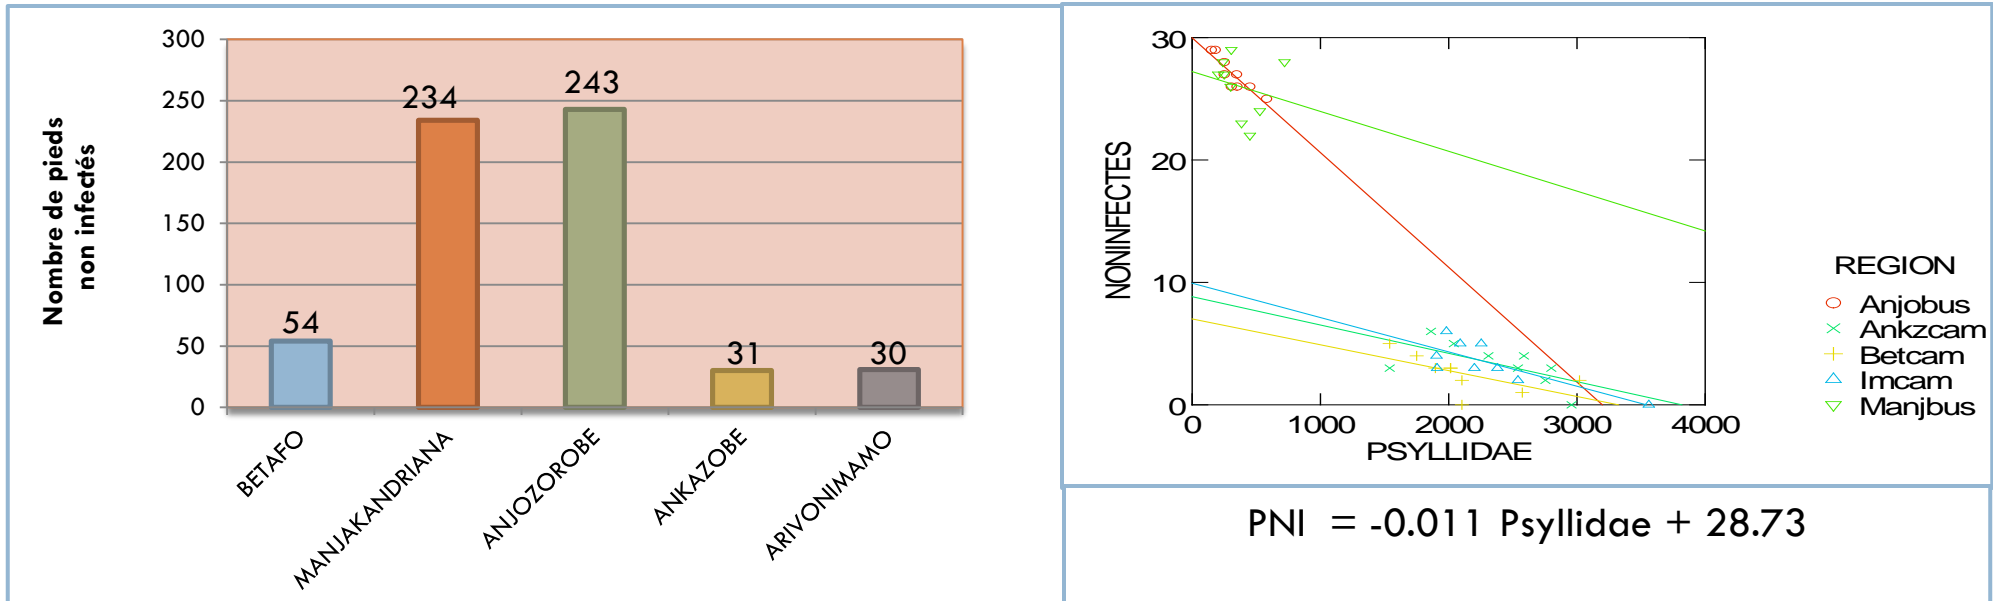 Nombre de pieds
non infectés
300
250
200
150
100
50
0
54
234
243
31
30
BETAFO
MANJAKANDRIANA
ANJOZOROBE
ANKAZOBE
ARIVONIMAMO
NONINFECTES
30
20
10
0
0 1000 2000 3000 4000
PSYLLIDAE
REGION
Anjobus
Ankzcam
Betcam
Imcam
Manjbus
PNI = -0.011 Psyllidae + 28.73